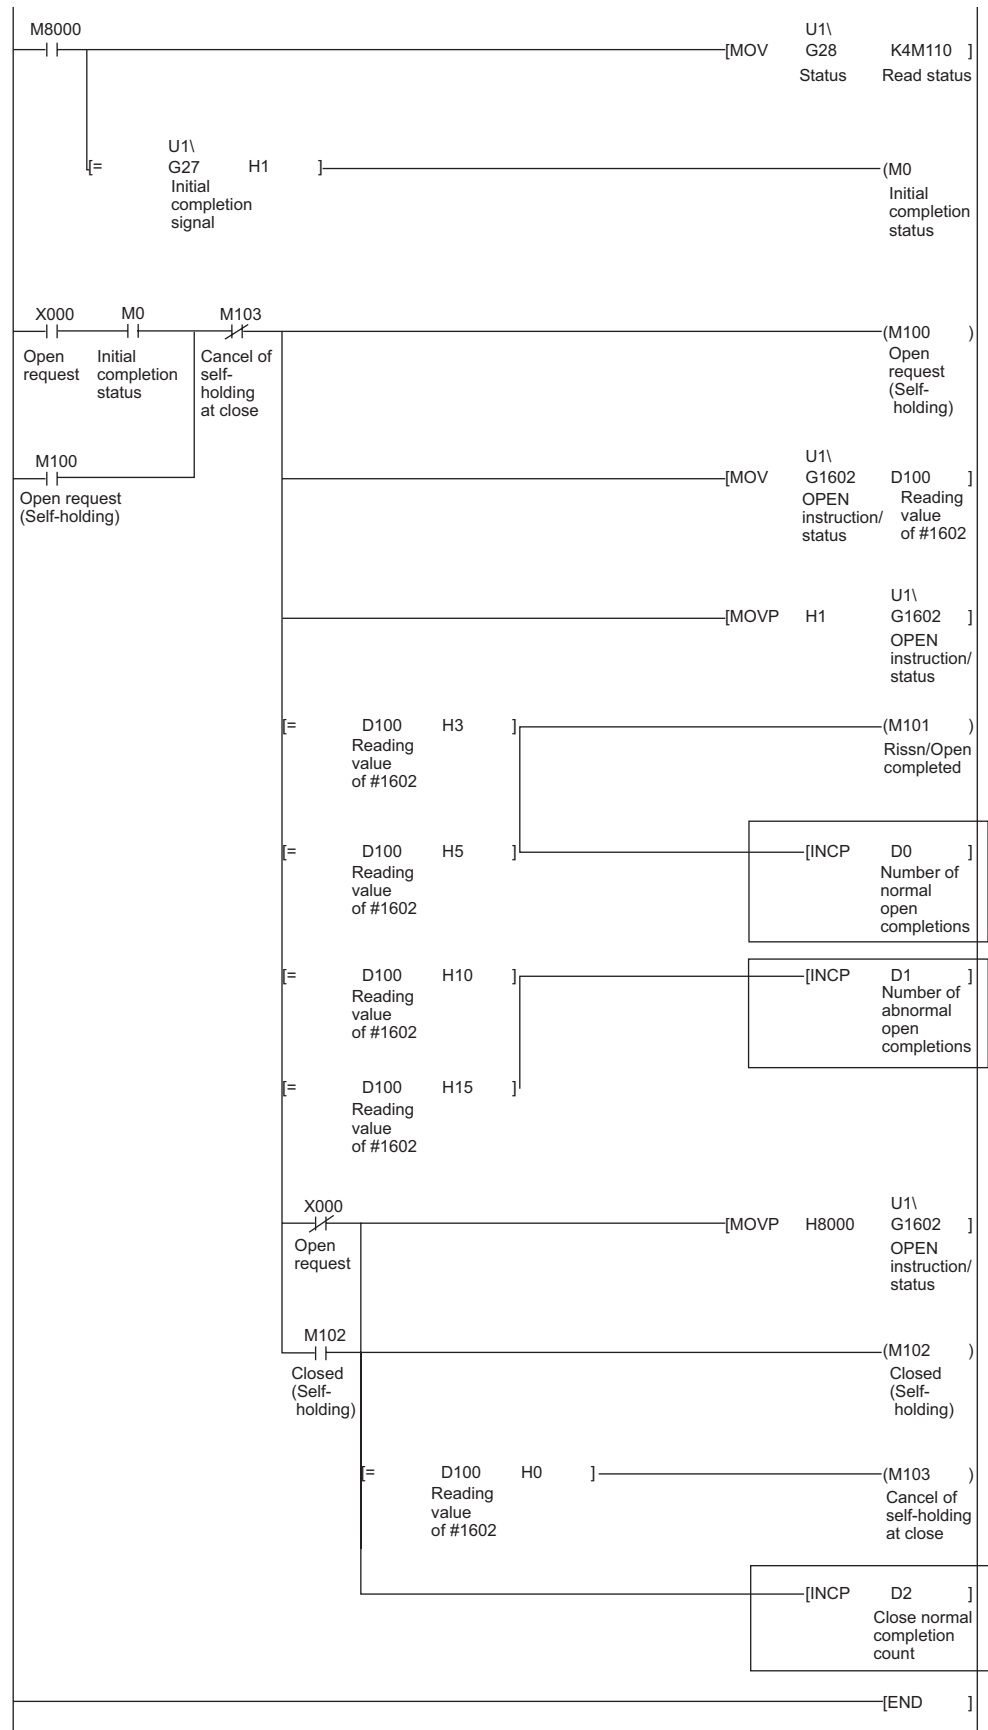 M8000
[MOV U1\ G28 K4M110 ]
Status Read status
[= U1\ G27 H1 ] (M0
Initial completion signal
Initial completion status
X000 M0 M103 (M100 )
Open request
Initial completion status
Cancel of self-holding at close
Open request (Self-holding)
M100
Open request (Self-holding)
[MOV U1\ G1602 D100 ]
OPEN instruction/status
Reading value of #1602
[MOVP H1 U1\ G1602 ]
OPEN instruction/status
[= D100 H3 ] (M101 )
Reading value of #1602
Rissn/Open completed
[= D100 H5 ] [INCP D0 ]
Reading value of #1602
Number of normal open completions
[= D100 H10 ] [INCP D1 ]
Reading value of #1602
Number of abnormal open completions
[= D100 H15 ]
Reading value of #1602
X000 [MOVP H8000 U1\ G1602 ]
Open request
OPEN instruction/status
M102 (M102 )
Closed (Self-holding)
Closed (Self-holding)
[= D100 H0 ] (M103 )
Reading value of #1602
Cancel of self-holding at close
[INCP D2 ]
Close normal completion count
[END ]